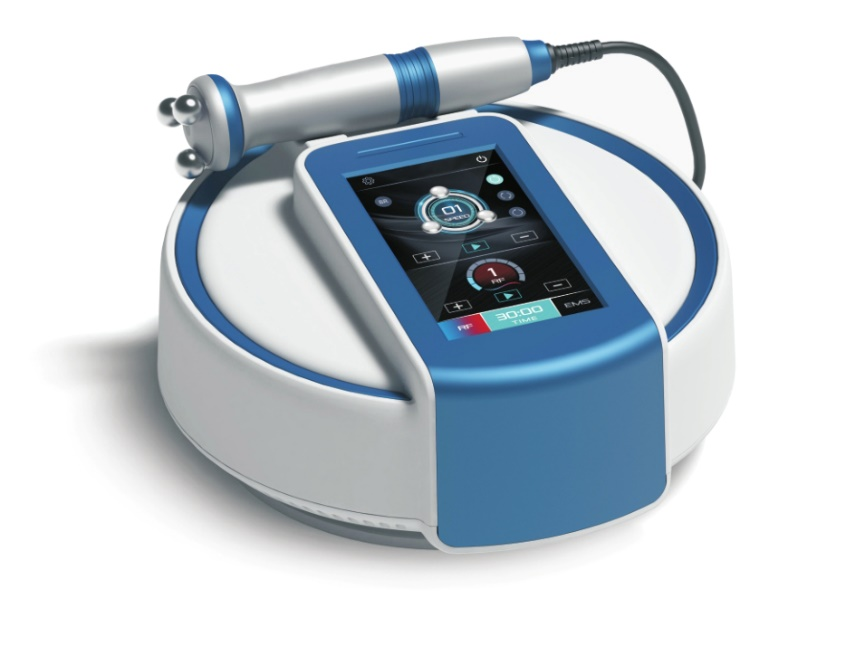 01
SPEED
1
RF
RF
30:00
TIME
EMS